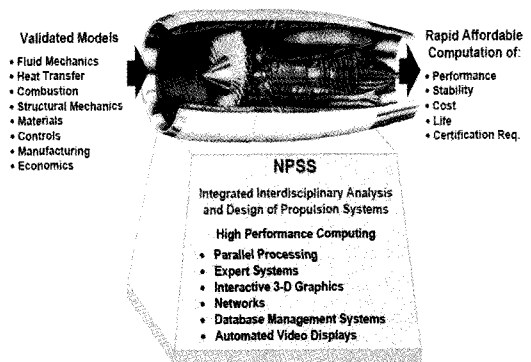 Validated Models
• Fluid Mechanics
• Heat Transfer
• Combustion
• Structural Mechanics
• Materials
• Controls
• Manufacturing
• Economics
Rapid Affordable
Computation of:
• Performance
• Stability
• Cost
• Life
• Certification Req.
NPSS
Integrated Interdisciplinary Analysis
and Design of Propulsion Systems
High Performance Computing
• Parallel Processing
• Expert Systems
• Interactive 3-D Graphics
• Networks
• Database Management Systems
• Automated Video Displays